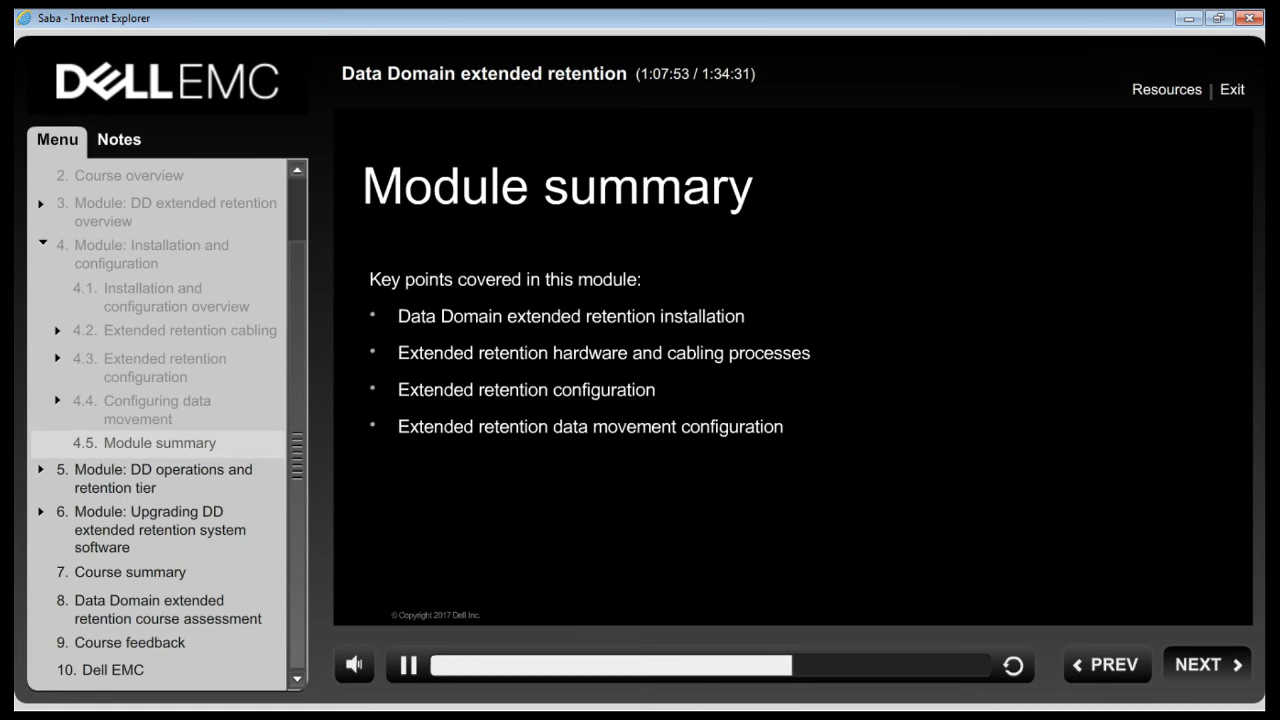 Saba - Internet Explorer
DELLEMC
Data Domain extended retention (1:07:53 / 1:34:31)
Resources | Exit
Menu Notes
2. Course overview
3. Module: DD extended retention
overview
4. Module: Installation and
configuration
4.1. Installation and
configuration overview
4.2. Extended retention cabling
4.3. Extended retention
configuration
4.4. Configuring data
movement
4.5. Module summary
5. Module: DD operations and
retention tier
6. Module: Upgrading DD
extended retention system
software
7. Course summary
8. Data Domain extended
retention course assessment
9. Course feedback
10. Dell EMC
Module summary
Key points covered in this module:
• Data Domain extended retention installation
• Extended retention hardware and cabling processes
• Extended retention configuration
• Extended retention data movement configuration
© Copyright 2017 Dell Inc.
PREV
NEXT